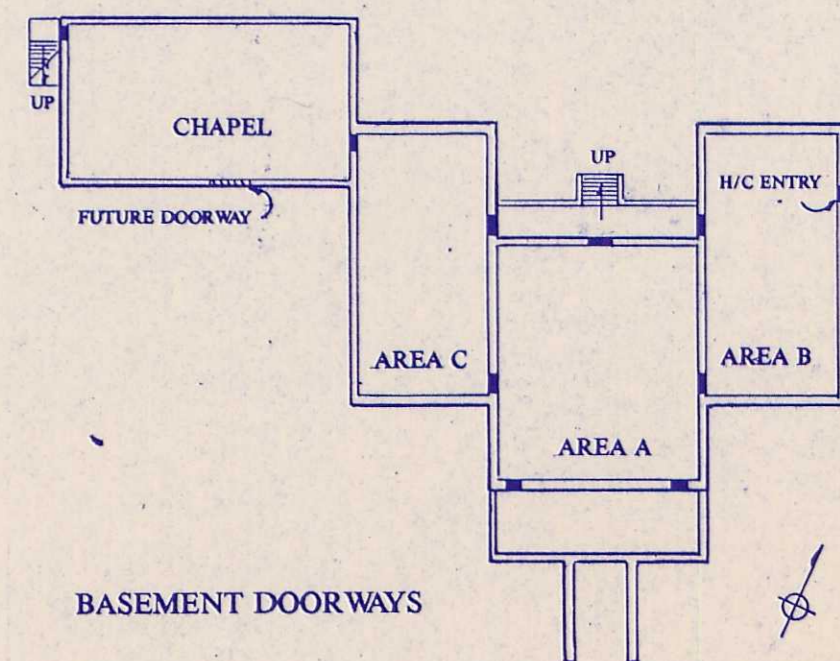 UP
CHAPEL
UP
H/C ENTRY
FUTURE DOORWAY
AREA C
AREA B
AREA A
BASEMENT DOORWAYS